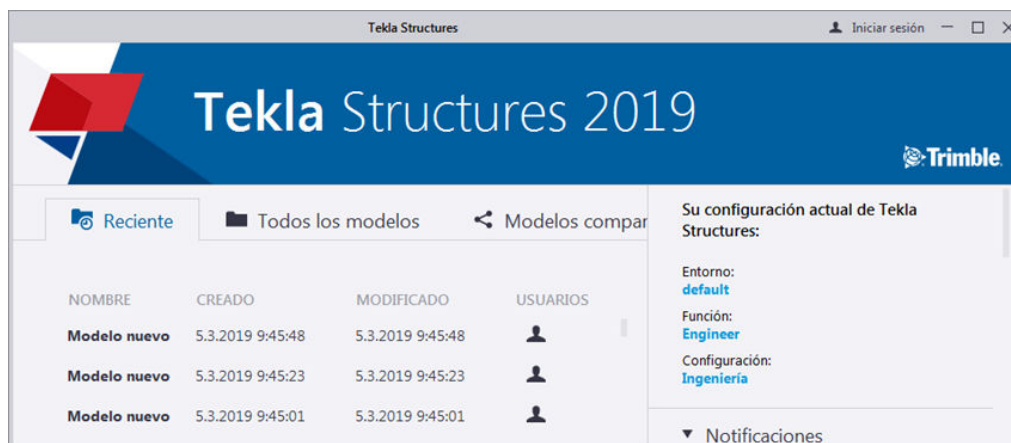 Tekla Structures
Iniciar sesión
Tekla Structures 2019
Trimble.
Reciente
Todos los modelos
Modelos compar
NOMBRE CREADO MODIFICADO USUARIOS
Modelo nuevo 5.3.2019 9:45:48 5.3.2019 9:45:48
Modelo nuevo 5.3.2019 9:45:23 5.3.2019 9:45:23
Modelo nuevo 5.3.2019 9:45:01 5.3.2019 9:45:01
Su configuración actual de Tekla
Structures:
Entorno:
default
Función:
Engineer
Configuración:
Ingeniería
Notificaciones